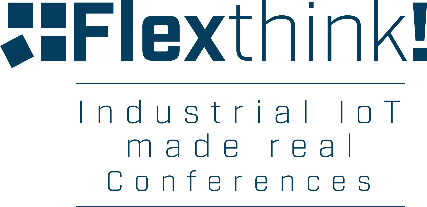 Flexthink!
Industrial IoT
made real
Conferences